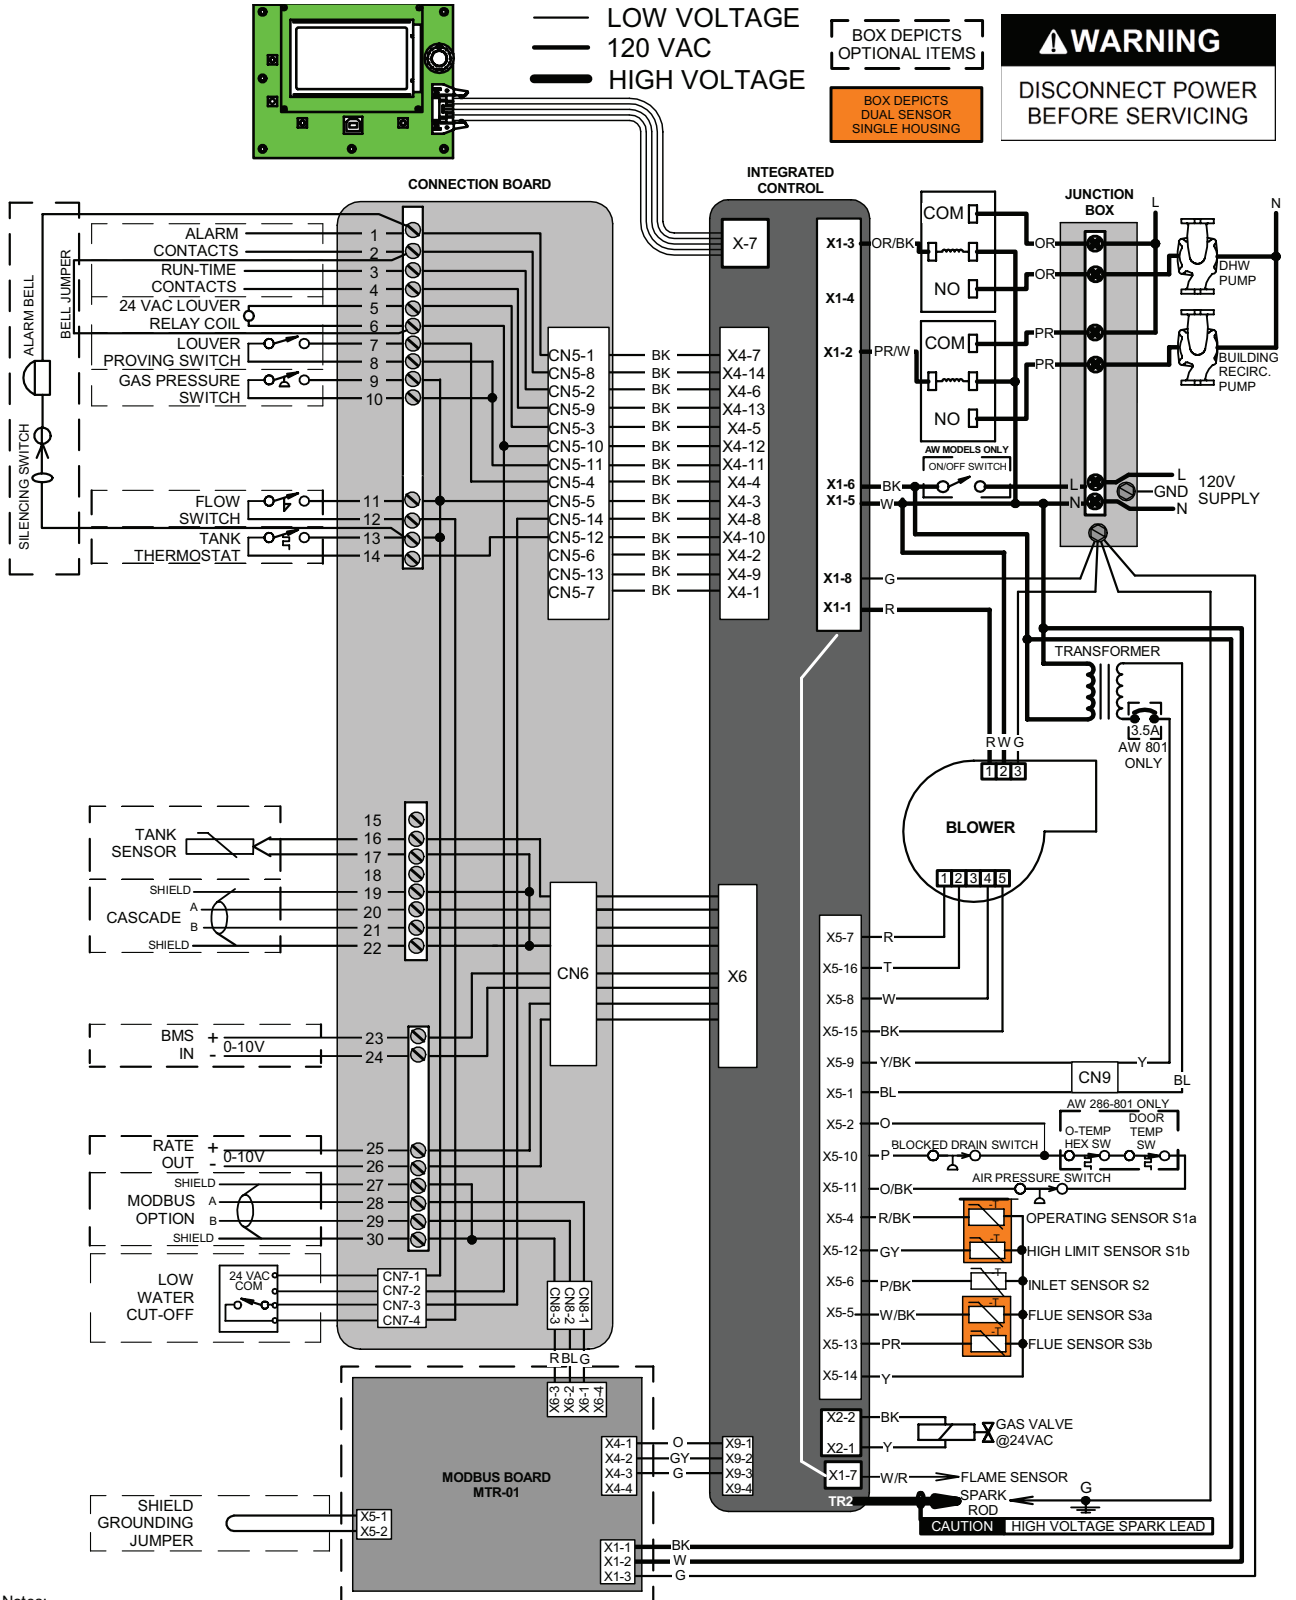 LOW VOLTAGE
120 VAC
HIGH VOLTAGE
BOX DEPICTS
OPTIONAL ITEMS
BOX DEPICTS
DUAL SENSOR
SINGLE HOUSING
WARNING
DISCONNECT POWER
BEFORE SERVICING
CONNECTION BOARD
INTEGRATED
CONTROL
JUNCTION
BOX
L
N
ALARM BELL
SILENCING SWITCH
BELL JUMPER
ALARM
CONTACTS
RUN-TIME
CONTACTS
24 VAC LOUVER
RELAY COIL
LOUVER
PROVING SWITCH
GAS PRESSURE
SWITCH
FLOW
SWITCH
TANK
THERMOSTAT
1
2
3
4
5
6
7
8
9
10
11
12
13
14
CN5-1
CN5-8
CN5-2
CN5-9
CN5-3
CN5-10
CN5-11
CN5-4
CN5-5
CN5-14
CN5-12
CN5-6
CN5-13
CN5-7
BK
BK
BK
BK
BK
BK
BK
BK
BK
BK
BK
BK
BK
BK
X-7
X4-7
X4-14
X4-6
X4-13
X4-5
X4-12
X4-11
X4-4
X4-3
X4-8
X4-10
X4-2
X4-9
X4-1
X1-3
X1-4
X1-2
X1-6
X1-5
X1-8
X1-1
OR/BK
PR/W
BK
W
G
R
COM
NO
COM
NO
AW MODELS ONLY
ON/OFF SWITCH
OR
OR
PR
PR
L
N
DHW
PUMP
BUILDING
RECIRC.
PUMP
L
GND
N
120V
SUPPLY
TRANSFORMER
3.5A
AW 801
ONLY
R W G
1 2 3
BLOWER
1 2 3 4 5
TANK
SENSOR
SHIELD
CASCADE
A
B
SHIELD
15
16
17
18
19
20
21
22
CN6
X6
BMS
IN
+
-
0-10V
23
24
RATE
OUT
+
-
0-10V
SHIELD
MODBUS
OPTION
A
B
SHIELD
25
26
27
28
29
30
LOW
WATER
CUT-OFF
24 VAC
COM
CN7-1
CN7-2
CN7-3
CN7-4
CN8-3
CN8-2
CN8-1
R BL G
X6-3
X6-2
X6-1
X6-4
X5-7
X5-16
X5-8
X5-15
X5-9
X5-1
X5-2
X5-10
X5-11
X5-4
X5-12
X5-6
X5-5
X5-13
X5-14
R
T
W
BK
Y/BK
BL
O
P
O/BK
R/BK
GY
P/BK
W/BK
PR
Y
CN9
Y
BL
AW 286-801 ONLY
O-TEMP
HEX SW
DOOR
TEMP
SW
BLOCKED DRAIN SWITCH
AIR PRESSURE SWITCH
-T
OPERATING SENSOR S1a
-T
HIGH LIMIT SENSOR S1b
-T
INLET SENSOR S2
-T
FLUE SENSOR S3a
-T
FLUE SENSOR S3b
X2-2
X2-1
BK
Y
GAS VALVE
@24VAC
X1-7
W/R
FLAME SENSOR
TR2
SPARK
ROD
G
CAUTION
HIGH VOLTAGE SPARK LEAD
MODBUS BOARD
MTR-01
X4-1
X4-2
X4-3
X4-4
O
GY
G
X9-1
X9-2
X9-3
X9-4
SHIELD
GROUNDING
JUMPER
X5-1
X5-2
X1-1
X1-2
X1-3
BK
W
G
Notes: